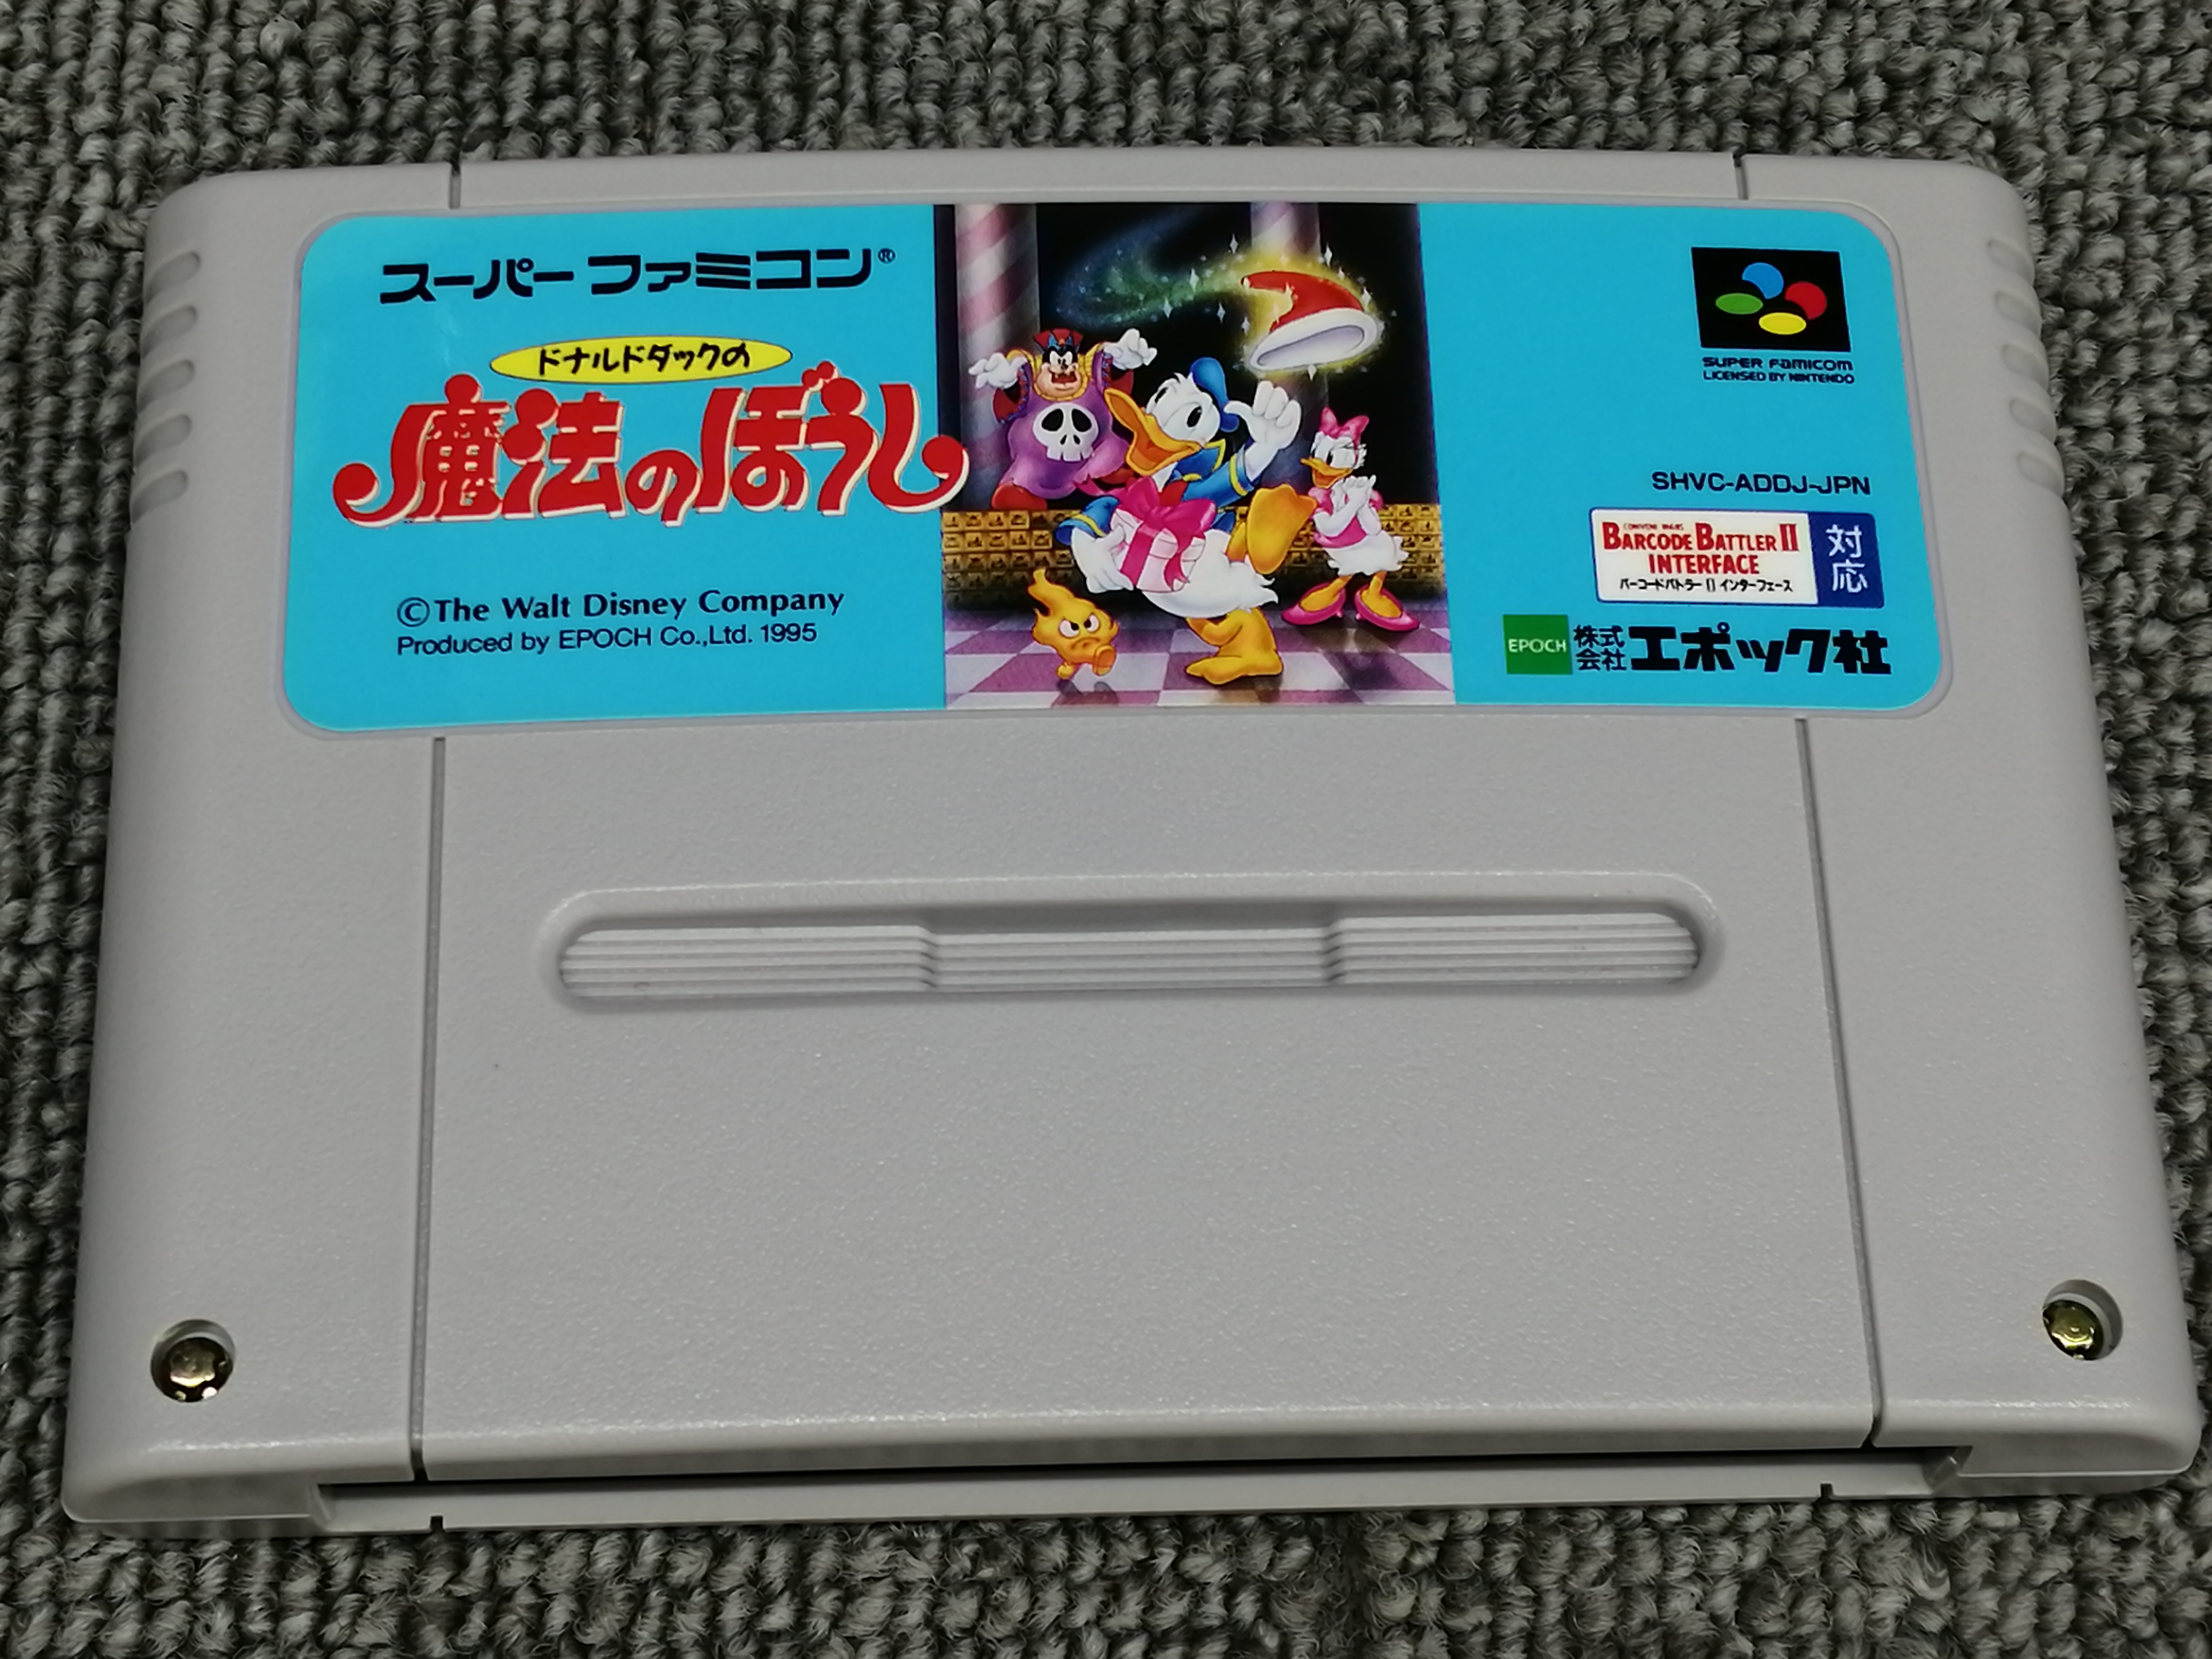 スーパーファミコン®
ドナルドダックの
魔法のぼうし
©The Walt Disney Company
Produced by EPOCH Co.,Ltd. 1995
SUPER FAMICOM
LICENSED BY NINTENDO
SHVC-ADDJ-JPN
BARCODE BATTLER II
INTERFACE
バーコードバトラーII インターフェース
対応
EPOCH
株式会社エポック社